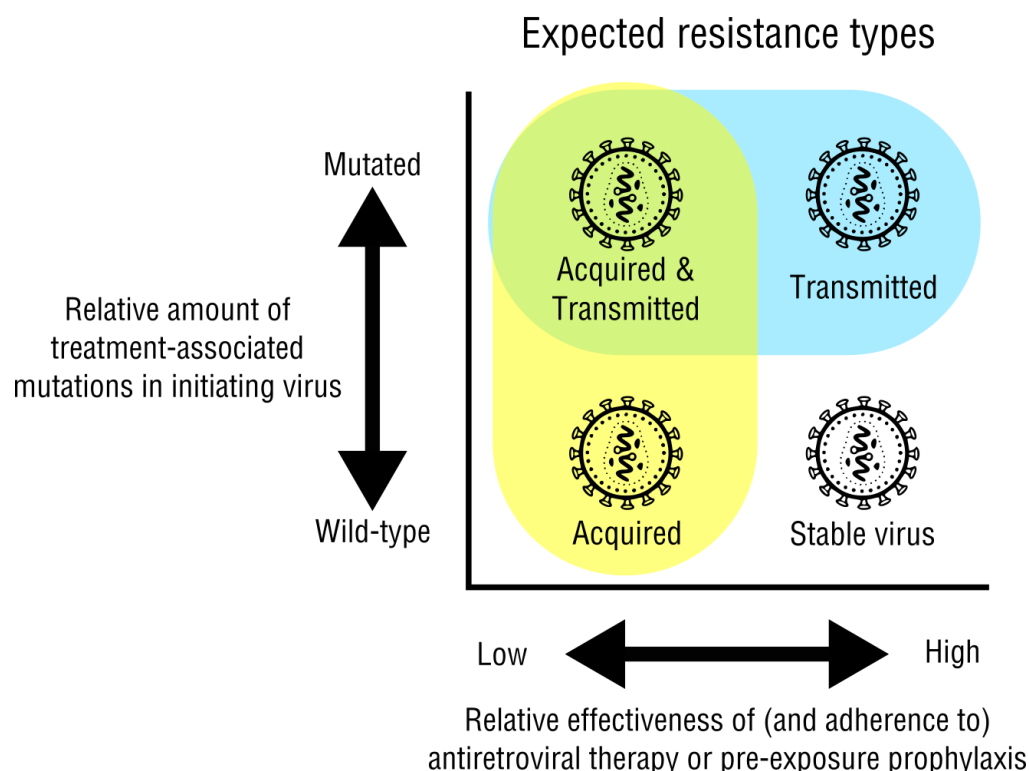 Expected resistance types
Mutated
Relative amount of
treatment-associated
mutations in initiating virus
Wild-type
Acquired &
Transmitted
Transmitted
Acquired
Stable virus
Low
High
Relative effectiveness of (and adherence to)
antiretroviral therapy or pre-exposure prophylaxis